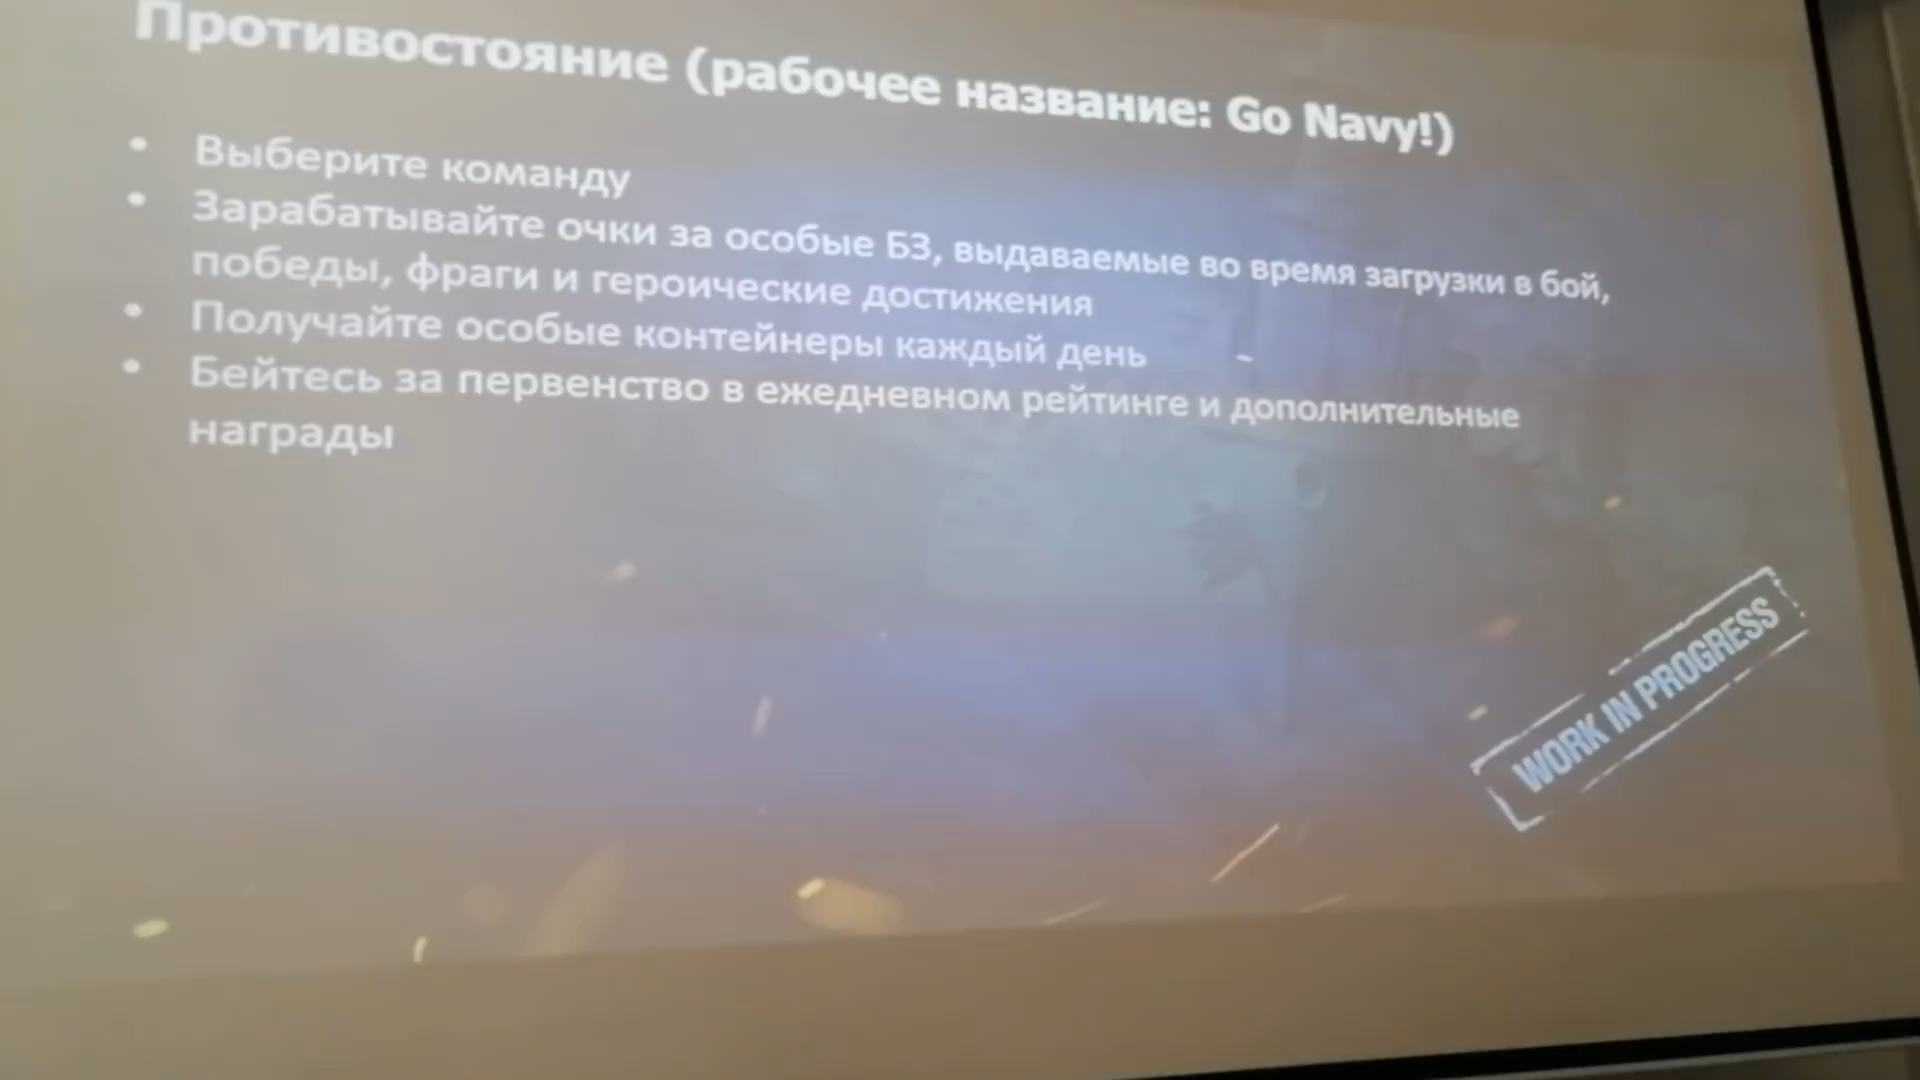 Противостояние (рабочее название: Go Navy!)
• Выберите команду
• Зарабатывайте очки за особые БЗ, выдаваемые во время загрузки в бой,
победы, фраги и героические достижения
• Получайте особые контейнеры каждый день
• Бейтесь за первенство в ежедневном рейтинге и дополнительные
награды
WORK IN PROGRESS